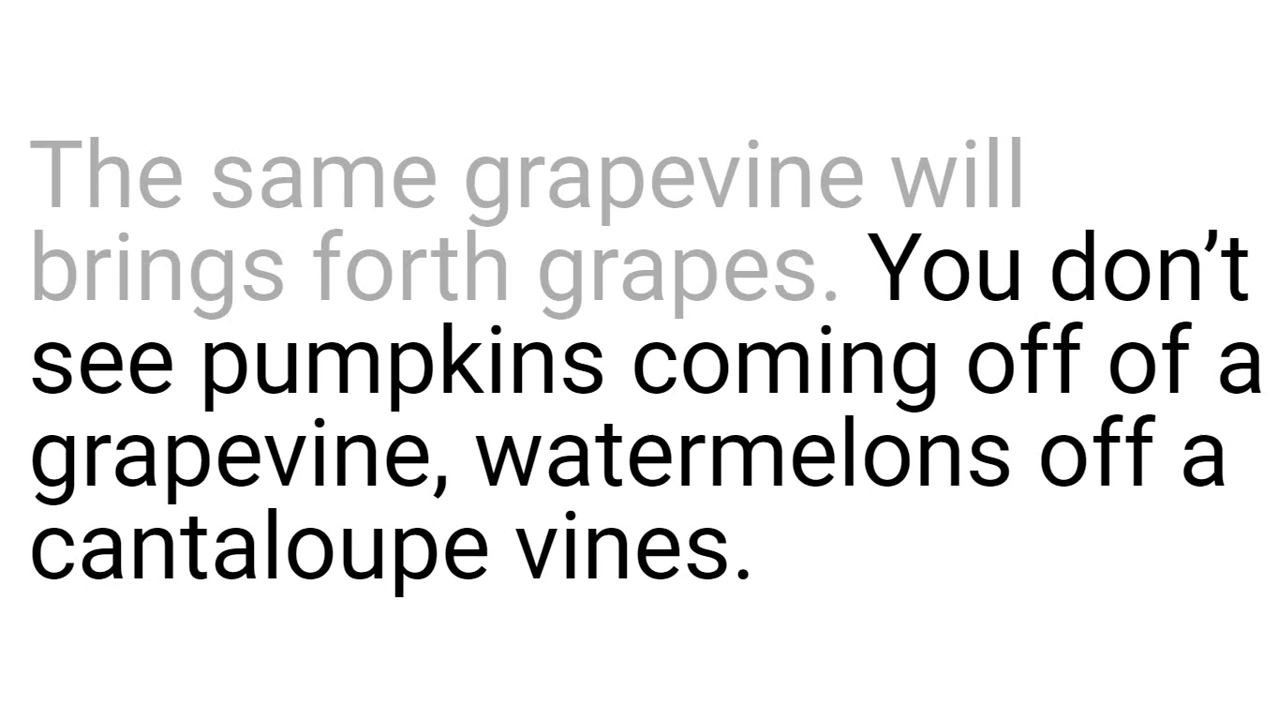 The same grapevine will
brings forth grapes. You don’t
see pumpkins coming off of a
grapevine, watermelons off a
cantaloupe vines.